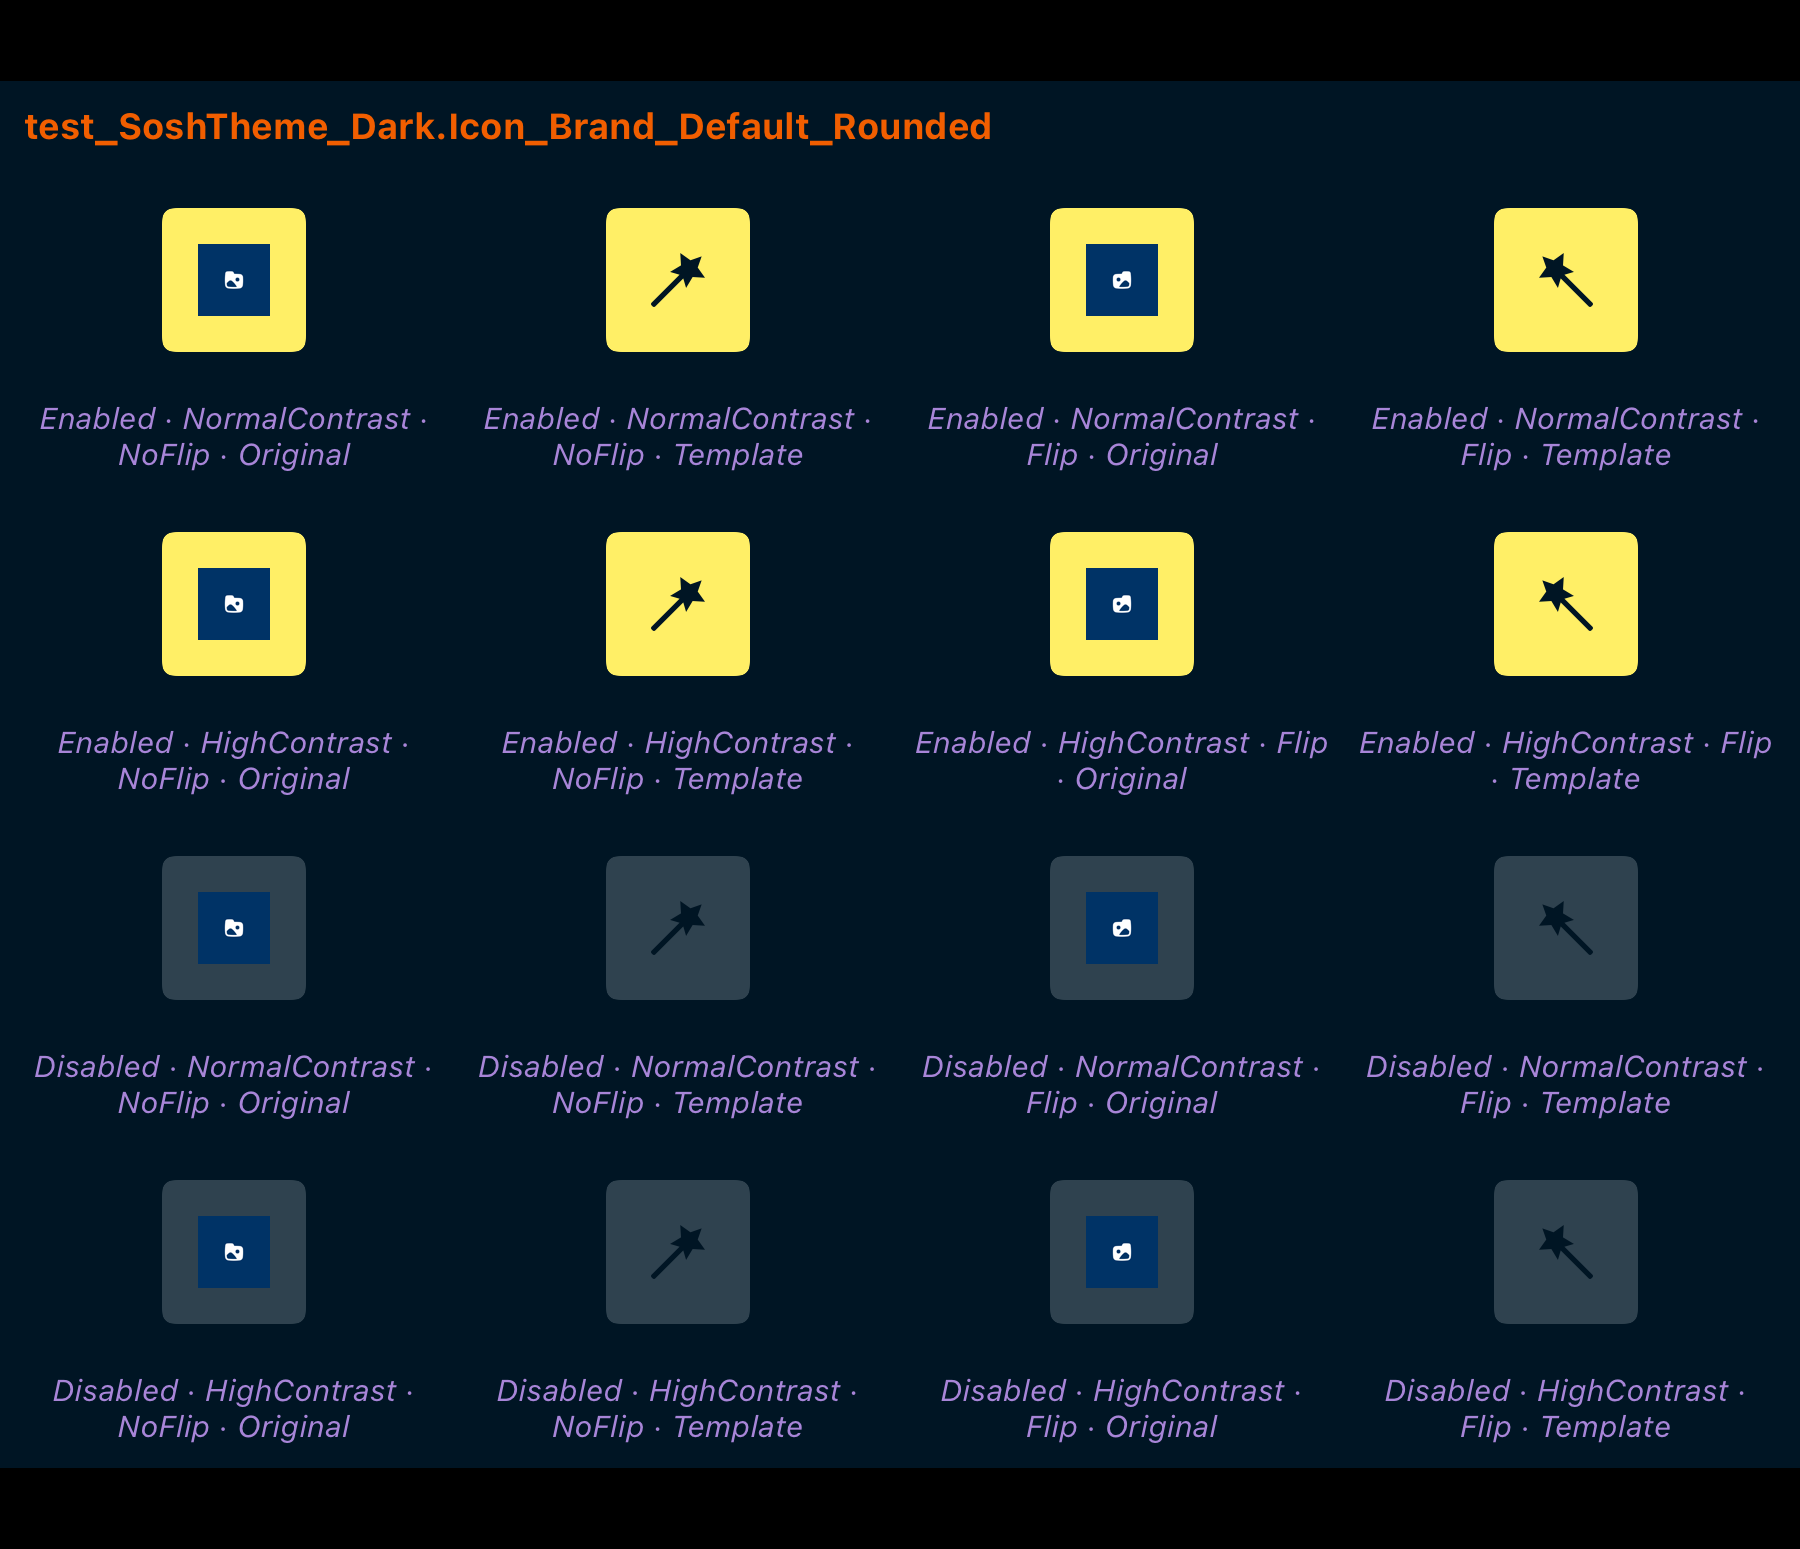 test_SoshTheme_Dark.Icon_Brand_Default_Rounded
Enabled · NormalContrast ·
NoFlip · Original
Enabled · NormalContrast ·
NoFlip · Template
Enabled · NormalContrast ·
Flip · Original
Enabled · NormalContrast ·
Flip · Template
Enabled · HighContrast ·
NoFlip · Original
Enabled · HighContrast ·
NoFlip · Template
Enabled · HighContrast · Flip
· Original
Enabled · HighContrast · Flip
· Template
Disabled · NormalContrast ·
NoFlip · Original
Disabled · NormalContrast ·
NoFlip · Template
Disabled · NormalContrast ·
Flip · Original
Disabled · NormalContrast ·
Flip · Template
Disabled · HighContrast ·
NoFlip · Original
Disabled · HighContrast ·
NoFlip · Template
Disabled · HighContrast ·
Flip · Original
Disabled · HighContrast ·
Flip · Template